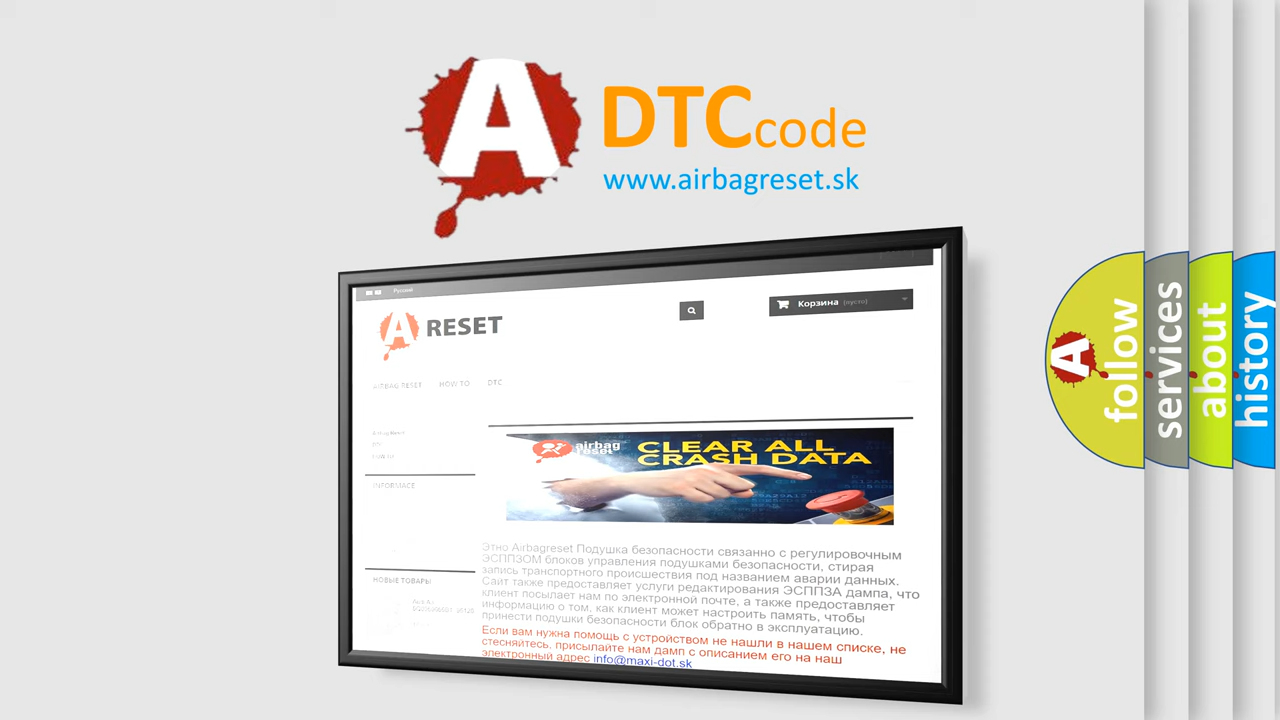 A
DTCcode
www.airbagreset.sk
Русский
A RESET
Корзина (пусто)
AIRBAG RESET HOW TO DTC
INFORMACE
airbag
reset
CLEAR ALL
CRASH DATA
Этно Airbagreset Подушка безопасности связанно с регулировочным
ЭСППЗОМ блоков управления подушками безопасности, стирая
запись транспортного происшествия под названием аварии данных.
Сайт также предоставляет услуги редактирования ЭСППЗА дампа, что
клиент посылает нам по электронной почте, а также предоставляет
информацию о том, как клиент может настроить память, чтобы
принести подушки безопасности блок обратно в эксплуатацию.
Если вам нужна помощь с устройством не нашли в нашем списке, не
стесняйтесь, присылайте нам дамп с описанием его на наш
электронный адрес info@maxi-dot.sk
НОВЫЕ ТОВАРЫ
A
follow
services
about
history